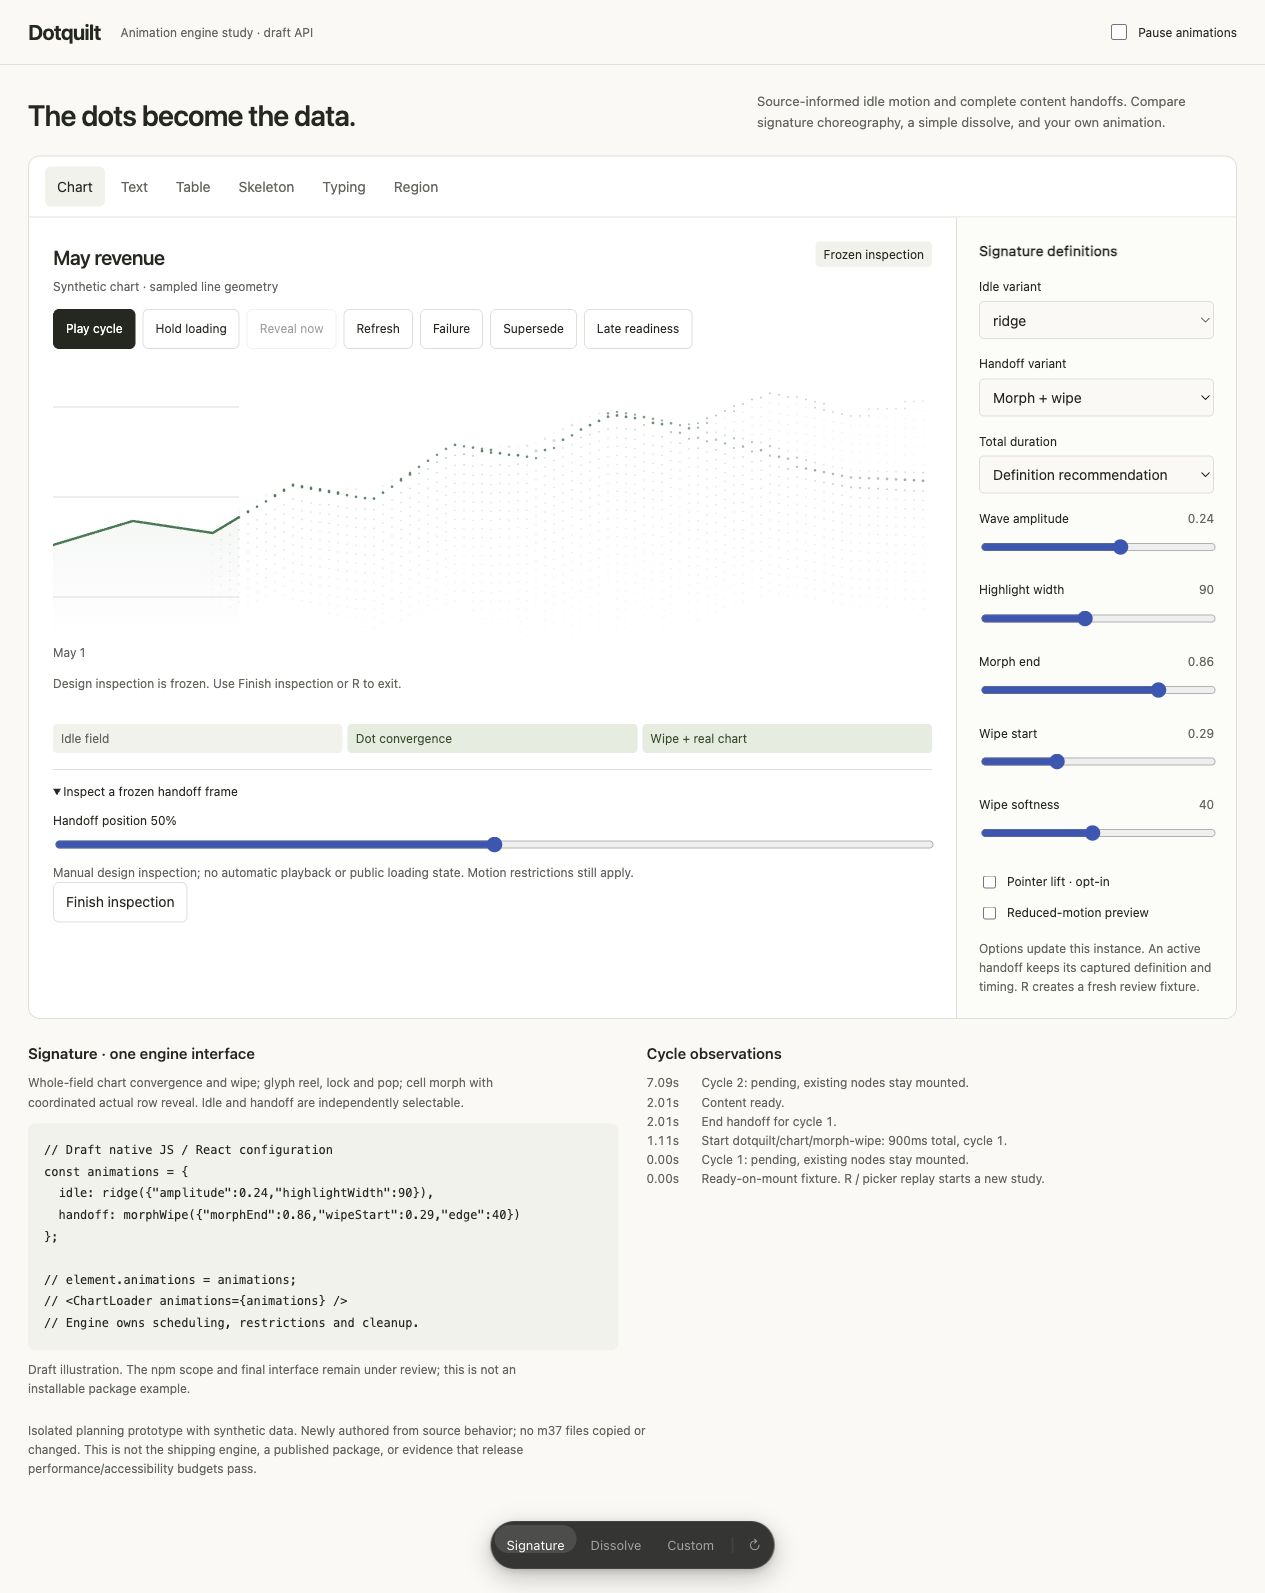 Dotquilt
Animation engine study · draft API
Pause animations
The dots become the data.
Source-informed idle motion and complete content handoffs. Compare
signature choreography, a simple dissolve, and your own animation.
Chart
Text
Table
Skeleton
Typing
Region
May revenue
Frozen inspection
Synthetic chart · sampled line geometry
Play cycle
Hold loading
Reveal now
Refresh
Failure
Supersede
Late readiness
May 1
Design inspection is frozen. Use Finish inspection or R to exit.
Idle field
Dot convergence
Wipe + real chart
Inspect a frozen handoff frame
Handoff position 50%
Manual design inspection; no automatic playback or public loading state. Motion restrictions still apply.
Finish inspection
Signature definitions
Idle variant
ridge
Handoff variant
Morph + wipe
Total duration
Definition recommendation
Wave amplitude 0.24
Highlight width 90
Morph end 0.86
Wipe start 0.29
Wipe softness 40
Pointer lift · opt-in
Reduced-motion preview
Options update this instance. An active
handoff keeps its captured definition and
timing. R creates a fresh review fixture.
Signature · one engine interface
Whole-field chart convergence and wipe; glyph reel, lock and pop; cell morph with
coordinated actual row reveal. Idle and handoff are independently selectable.
// Draft native JS / React configuration
const animations = {
  idle: ridge({"amplitude":0.24,"highlightWidth":90}),
  handoff: morphWipe({"morphEnd":0.86,"wipeStart":0.29,"edge":40})
};
// element.animations = animations;
// <ChartLoader animations={animations} />
// Engine owns scheduling, restrictions and cleanup.
Draft illustration. The npm scope and final interface remain under review; this is not an
installable package example.
Cycle observations
7.09s Cycle 2: pending, existing nodes stay mounted.
2.01s Content ready.
2.01s End handoff for cycle 1.
1.11s Start dotquilt/chart/morph-wipe: 900ms total, cycle 1.
0.00s Cycle 1: pending, existing nodes stay mounted.
0.00s Ready-on-mount fixture. R / picker replay starts a new study.
Isolated planning prototype with synthetic data. Newly authored from source behavior; no m37 files copied or
changed. This is not the shipping engine, a published package, or evidence that release
performance/accessibility budgets pass.
Signature
Dissolve
Custom